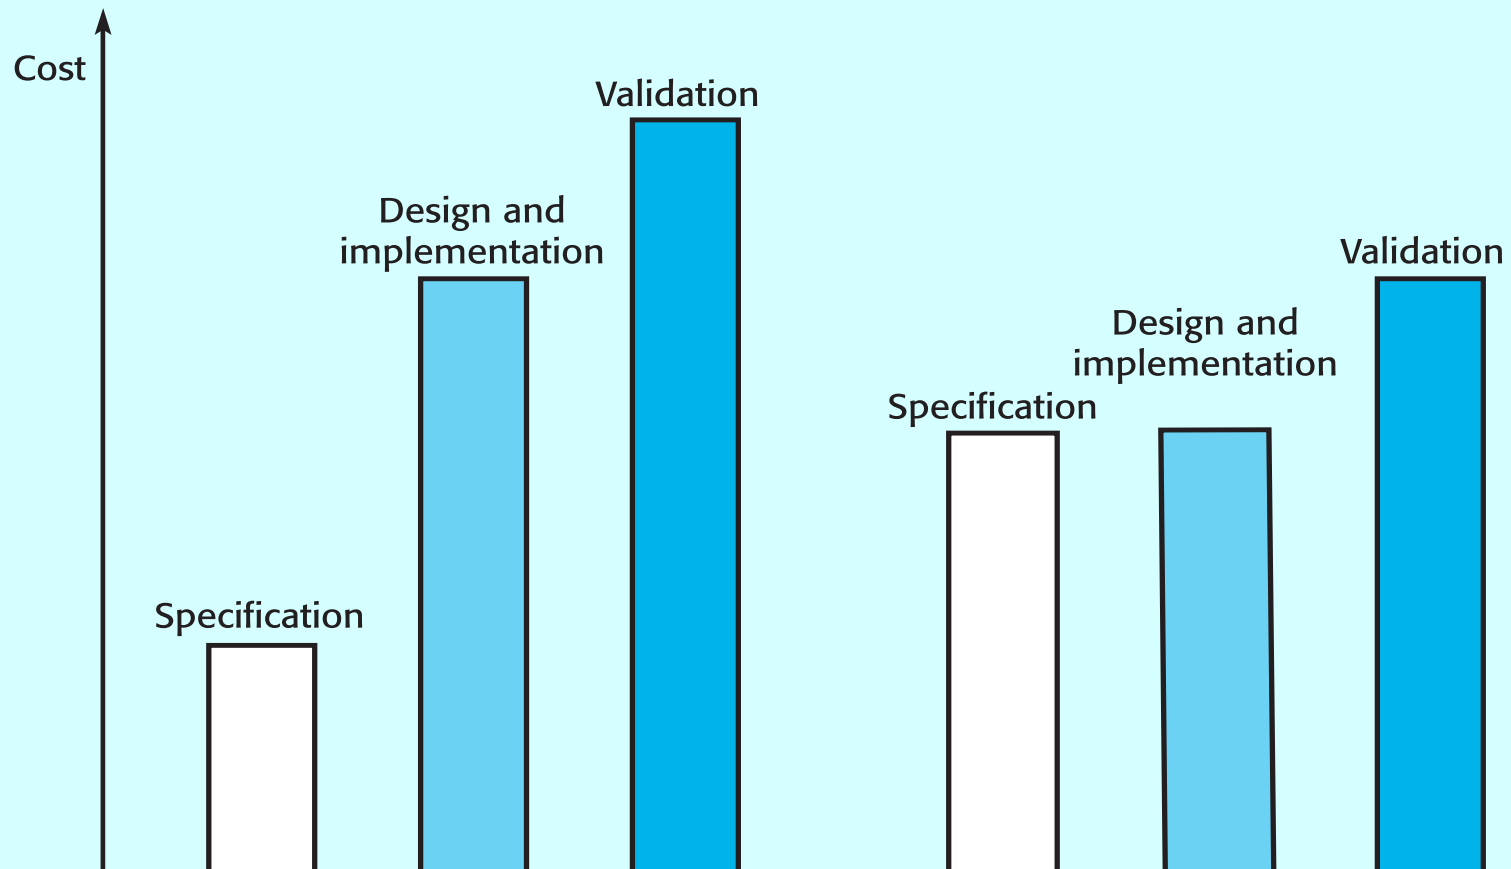 Cost
Validation
Design and
implementation
Specification
Validation
Design and
implementation
Specification